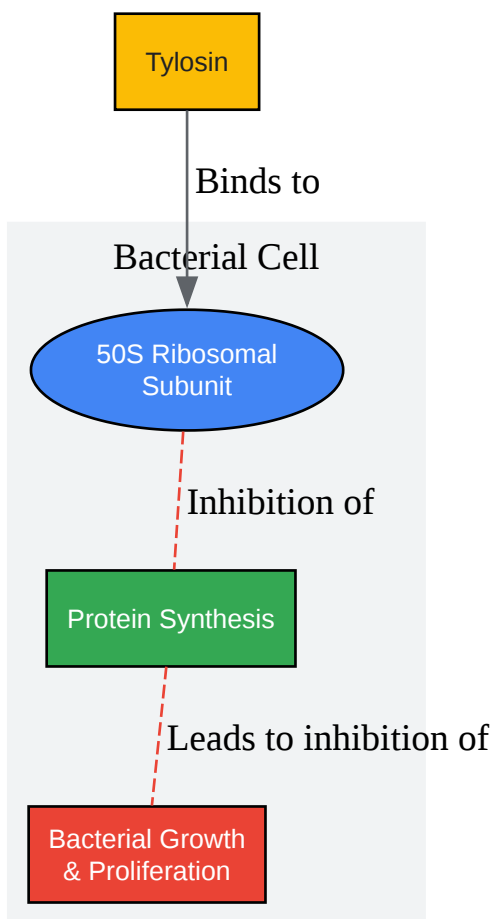 Tylosin
Binds to
Bacterial Cell
50S Ribosomal
Subunit
Inhibition of
Protein Synthesis
Leads to inhibition of
Bacterial Growth
& Proliferation